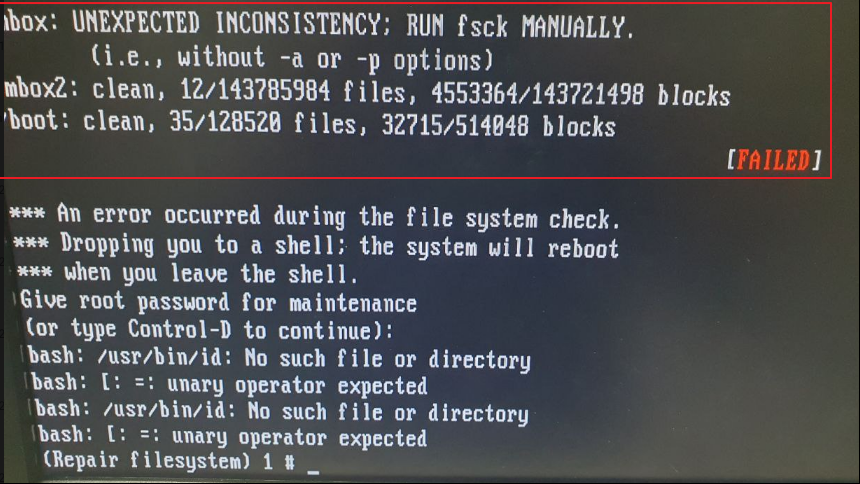 mbox: UNEXPECTED INCONSISTENCY; RUN fsck MANUALLY.
(i.e., without -a or -p options)
mbox2: clean, 12/143785984 files, 4553364/143721498 blocks
/boot: clean, 35/128520 files, 32715/514048 blocks
[FAILED]
*** An error occurred during the file system check.
*** Dropping you to a shell; the system will reboot
*** when you leave the shell.
Give root password for maintenance
(or type Control-D to continue):
bash: /usr/bin/id: No such file or directory
bash: [: =: unary operator expected
bash: /usr/bin/id: No such file or directory
bash: [: =: unary operator expected
(Repair filesystem) 1 # _